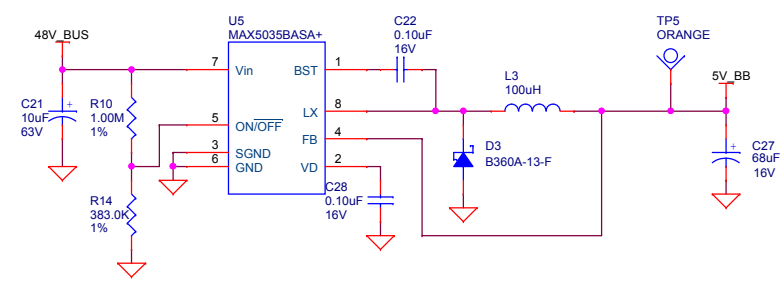 U5
MAX5035BASA+
48V_BUS
C21
10uF
63V
R10
1.00M
1%
R14
383.0K
1%
7
Vin
5
ON/OFF
3
SGND
6
GND
BST
1
LX
8
FB
4
VD
2
C22
0.10uF
16V
C28
0.10uF
16V
L3
100uH
D3
B360A-13-F
TP5
ORANGE
5V_BB
C27
68uF
16V
+
+